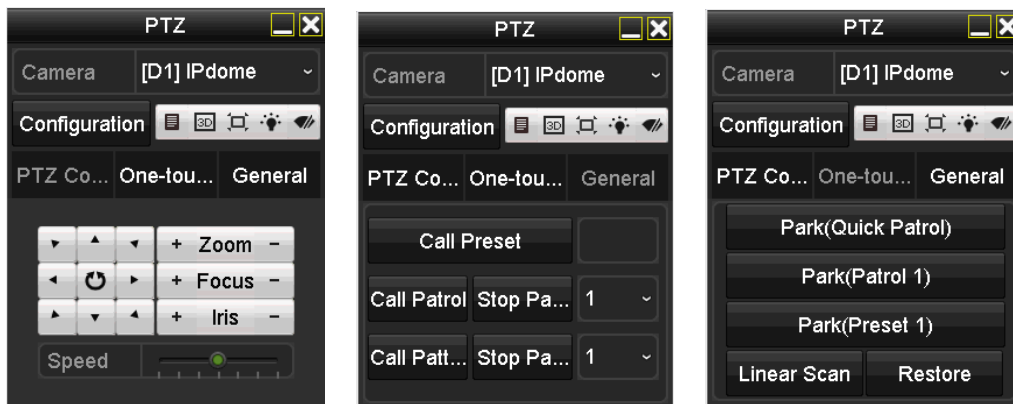 PTZ
Camera [D1] IPdome
Configuration 3D
PTZ Co... One-tou... General
+ Zoom -
+ Focus -
+ Iris -
Speed
PTZ
Camera [D1] IPdome
Configuration 3D
PTZ Co... One-tou... General
Call Preset
Call Patrol Stop Pa... 1
Call Patt... Stop Pa... 1
PTZ
Camera [D1] IPdome
Configuration 3D
PTZ Co... One-tou... General
Park(Quick Patrol)
Park(Patrol 1)
Park(Preset 1)
Linear Scan Restore